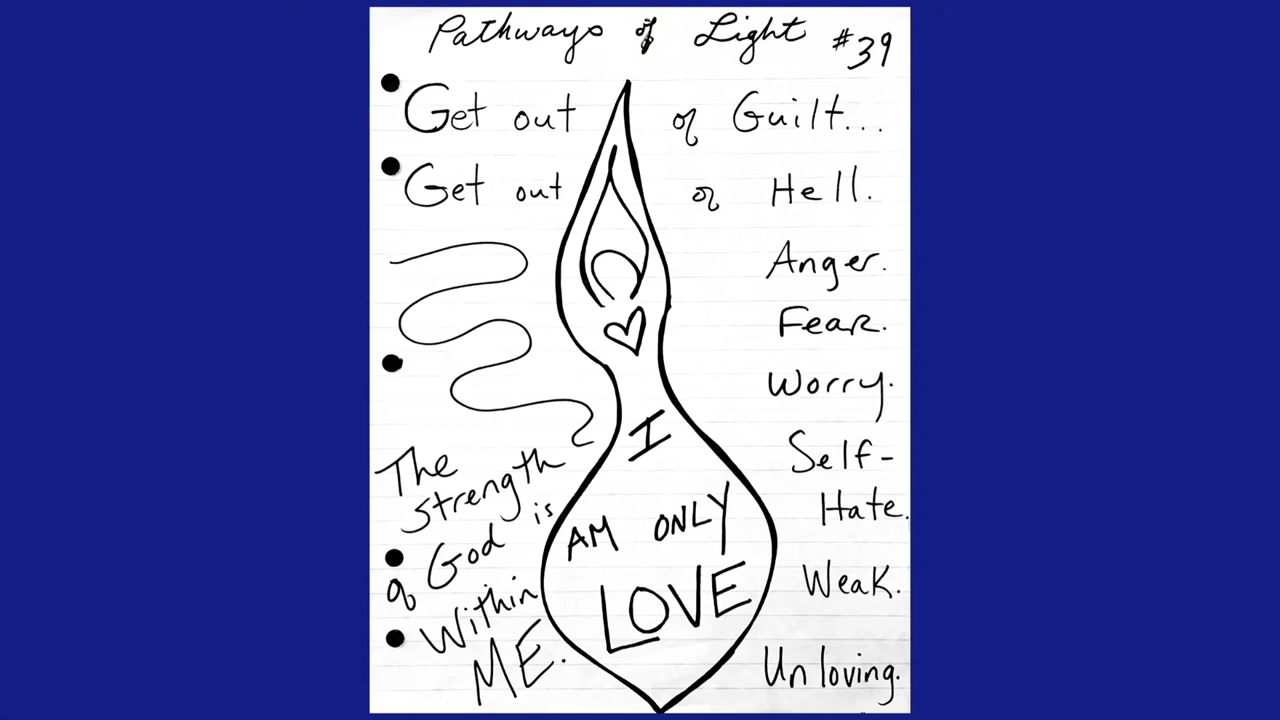 Pathways of Light #39
Get out of Guilt...
Get out of Hell.
Anger.
Fear.
Worry.
Self-
Hate.
Weak.
Unloving.
The
strength
of God is
Within
ME.
I
AM ONLY
LOVE